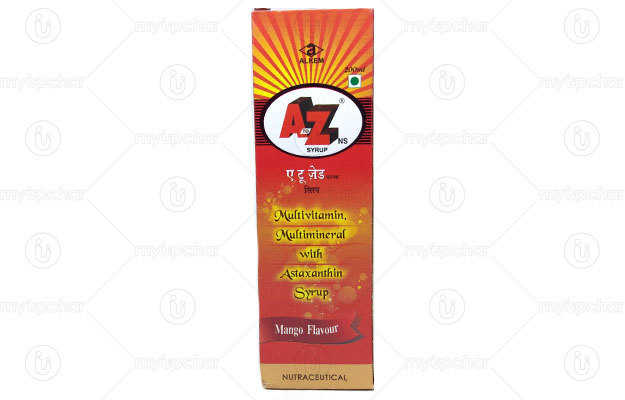 ALKEM
200ml
A TO Z NS
®
SYRUP
ए टू ज़ेड
सिरप
Multivitamin,
Multimineral
with
Astaxanthin
Syrup
Mango Flavour
NUTRACEUTICAL